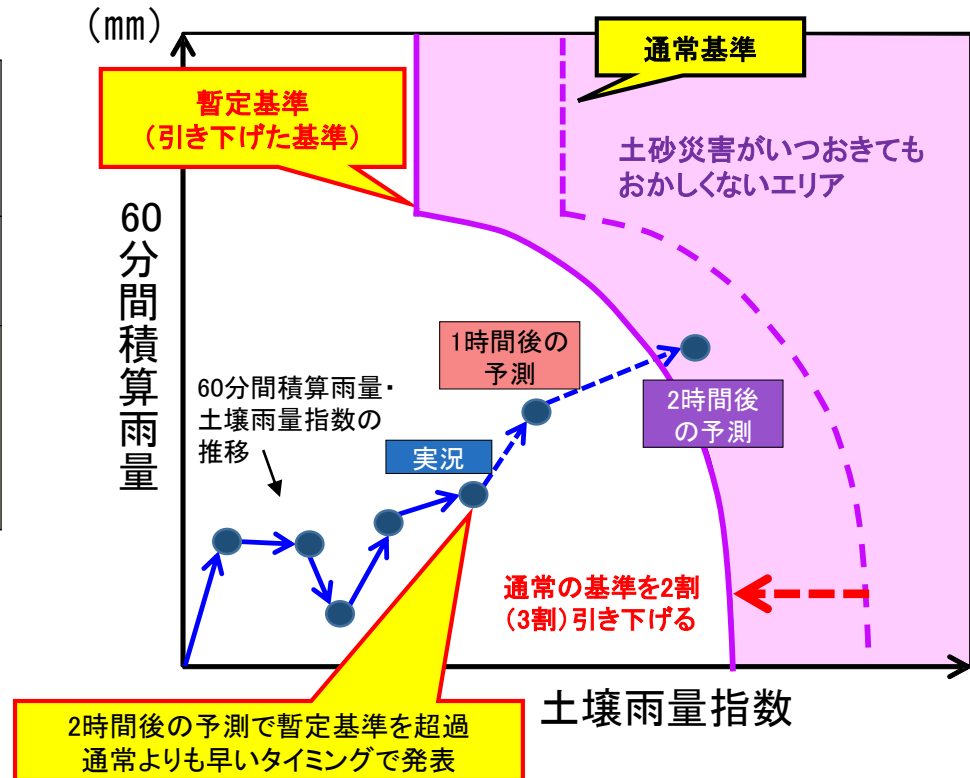 (mm)
通常基準
暫定基準
(引き下げた基準)
土砂災害がいつおきても
おかしくないエリア
60
分
間
積
算
雨
量
1時間後の
予測
60分間積算雨量・
土壌雨量指数の
推移
2時間後
の予測
実況
通常の基準を2割
(3割)引き下げる
土壌雨量指数
2時間後の予測で暫定基準を超過
通常よりも早いタイミングで発表